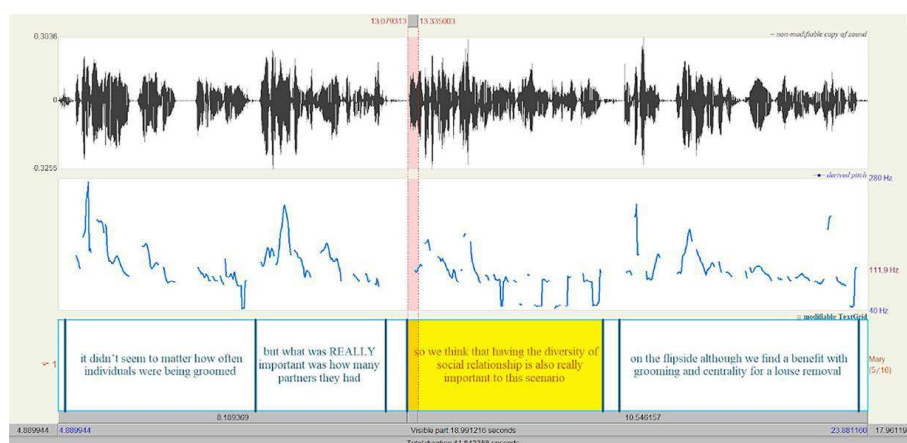 13.079313 13.335003
~ non-modifiable copy of sound
0.3036
0
-0.3255
derived pitch
280 Hz
111.9 Hz
40 Hz
modifiable TextGrid
1
it didn't seem to matter how often
individuals were being groomed
but what was REALLY
important was how many
partners they had
so we think that having the diversity of
social relationship is also really
important to this scenario
on the flipside although we find a benefit with
grooming and centrality for a louse removal
Mary
(5/10)
8.189369 10.546157
4.889944 4.889944 Visible part 18.991216 seconds 23.881160 17.96119
Total duration 41.842358 seconds